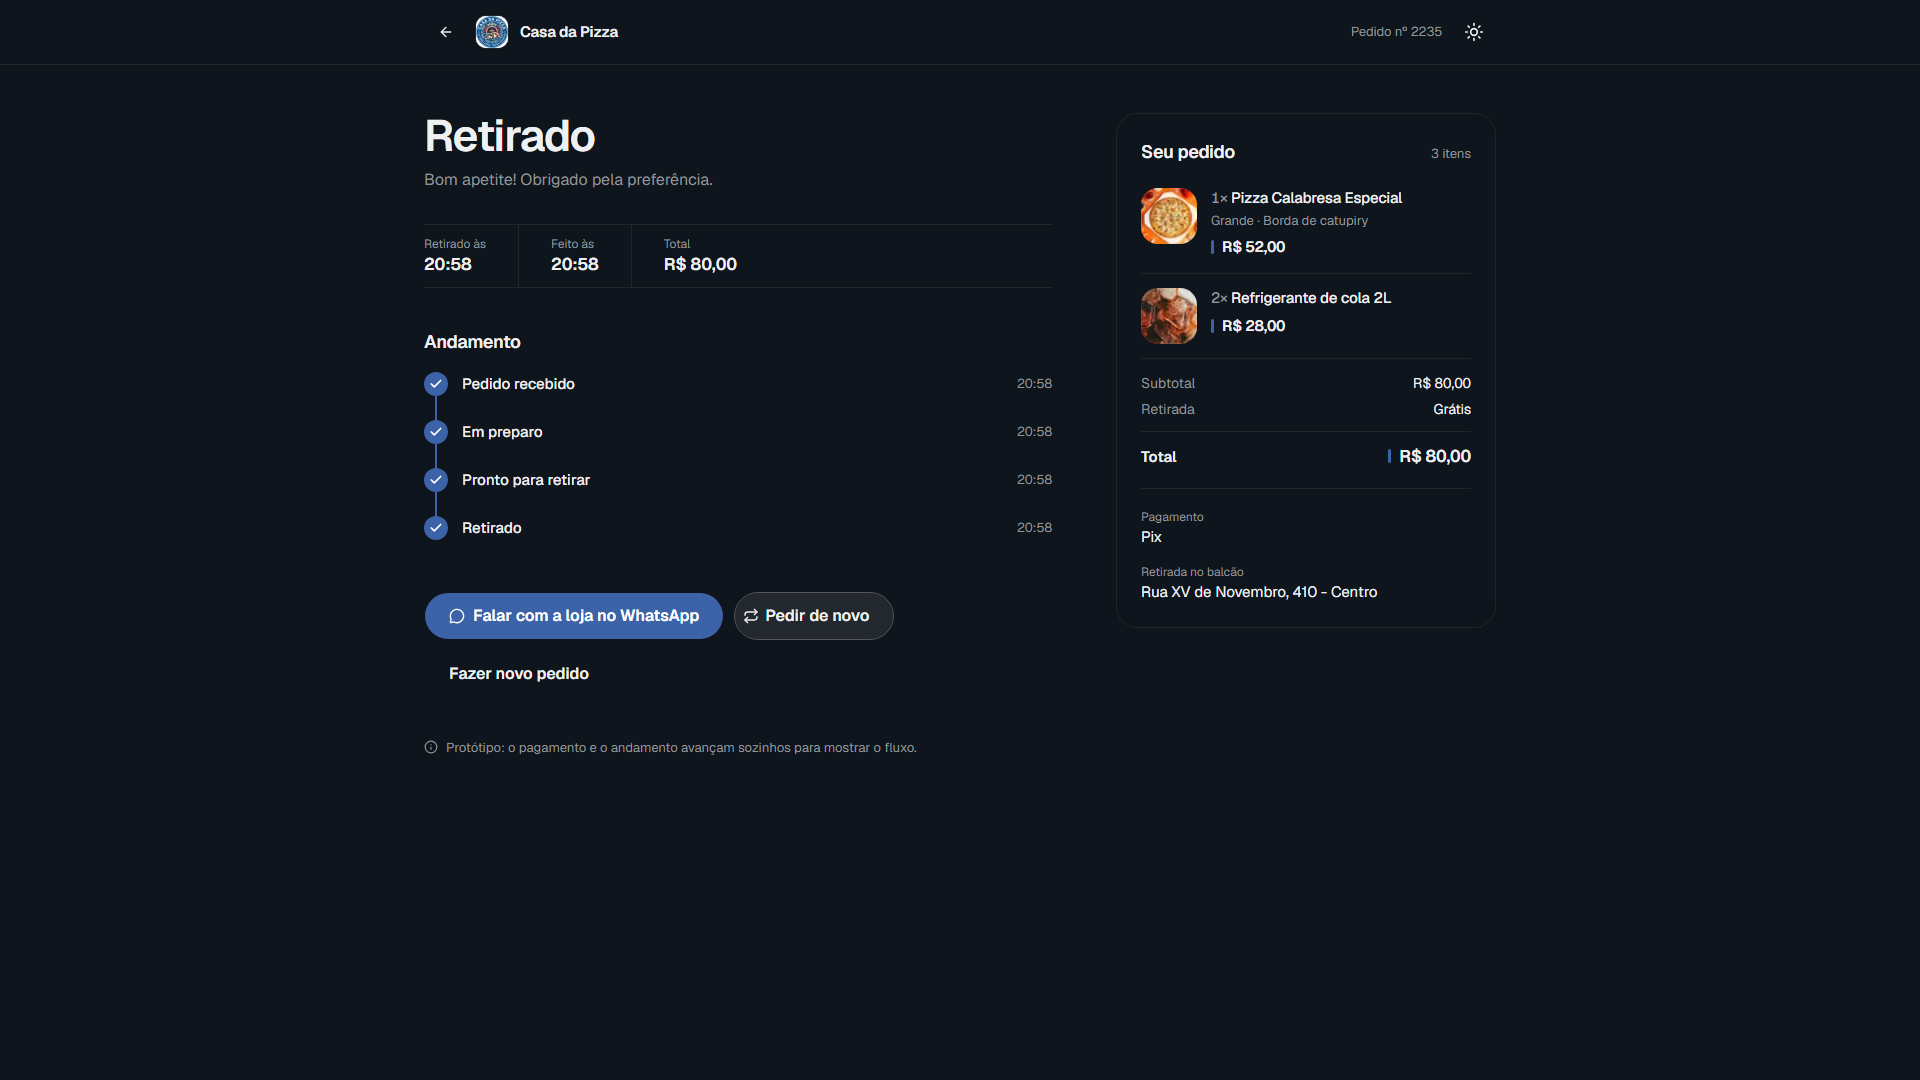 Casa da Pizza
Pedido nº 2235
Retirado
Bom apetite! Obrigado pela preferência.
Retirado às
20:58
Feito às
20:58
Total
R$ 80,00
Andamento
Pedido recebido 20:58
Em preparo 20:58
Pronto para retirar 20:58
Retirado 20:58
Falar com a loja no WhatsApp
Pedir de novo
Fazer novo pedido
Protótipo: o pagamento e o andamento avançam sozinhos para mostrar o fluxo.
Seu pedido 3 itens
1× Pizza Calabresa Especial
Grande · Borda de catupiry
R$ 52,00
2× Refrigerante de cola 2L
R$ 28,00
Subtotal R$ 80,00
Retirada Grátis
Total R$ 80,00
Pagamento
Pix
Retirada no balcão
Rua XV de Novembro, 410 - Centro